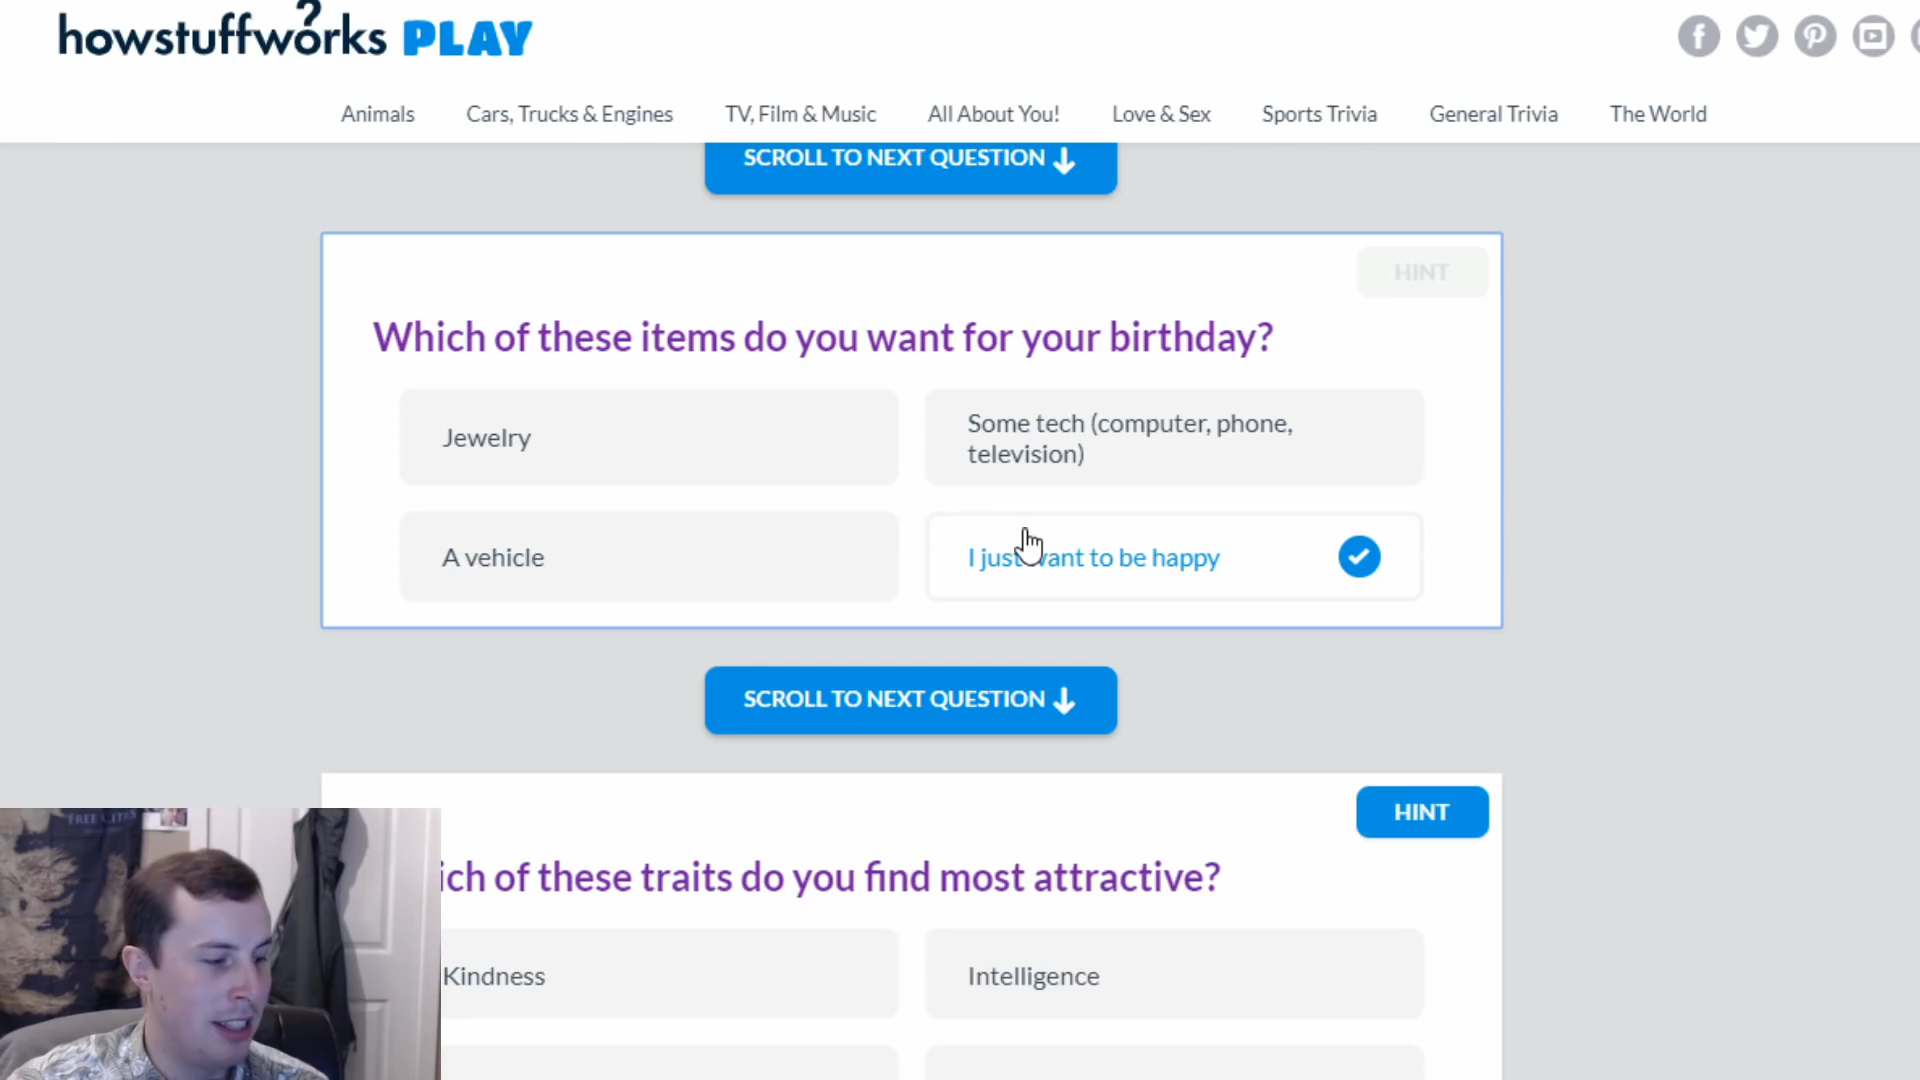 howstuffworks PLAY
Animals Cars, Trucks & Engines TV, Film & Music All About You! Love & Sex Sports Trivia General Trivia The World
SCROLL TO NEXT QUESTION
HINT
Which of these items do you want for your birthday?
Jewelry
Some tech (computer, phone,
television)
A vehicle
I just want to be happy
SCROLL TO NEXT QUESTION
HINT
FREE CITIES
ich of these traits do you find most attractive?
Kindness
Intelligence